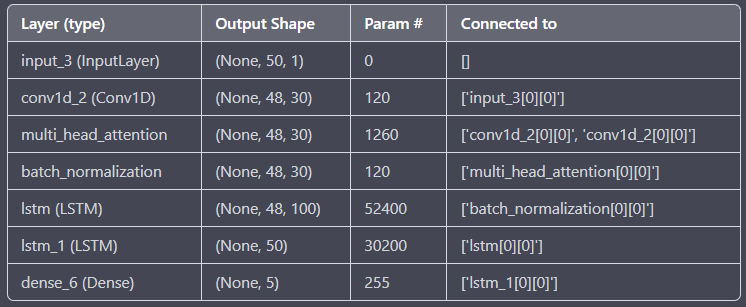 Layer (type) Output Shape Param # Connected to
input_3 (InputLayer) (None, 50, 1) 0 []
conv1d_2 (Conv1D) (None, 48, 30) 120 ['input_3[0][0]']
multi_head_attention (None, 48, 30) 1260 ['conv1d_2[0][0]', 'conv1d_2[0][0]']
batch_normalization (None, 48, 30) 120 ['multi_head_attention[0][0]']
lstm (LSTM) (None, 48, 100) 52400 ['batch_normalization[0][0]']
lstm_1 (LSTM) (None, 50) 30200 ['lstm[0][0]']
dense_6 (Dense) (None, 5) 255 ['lstm_1[0][0]']